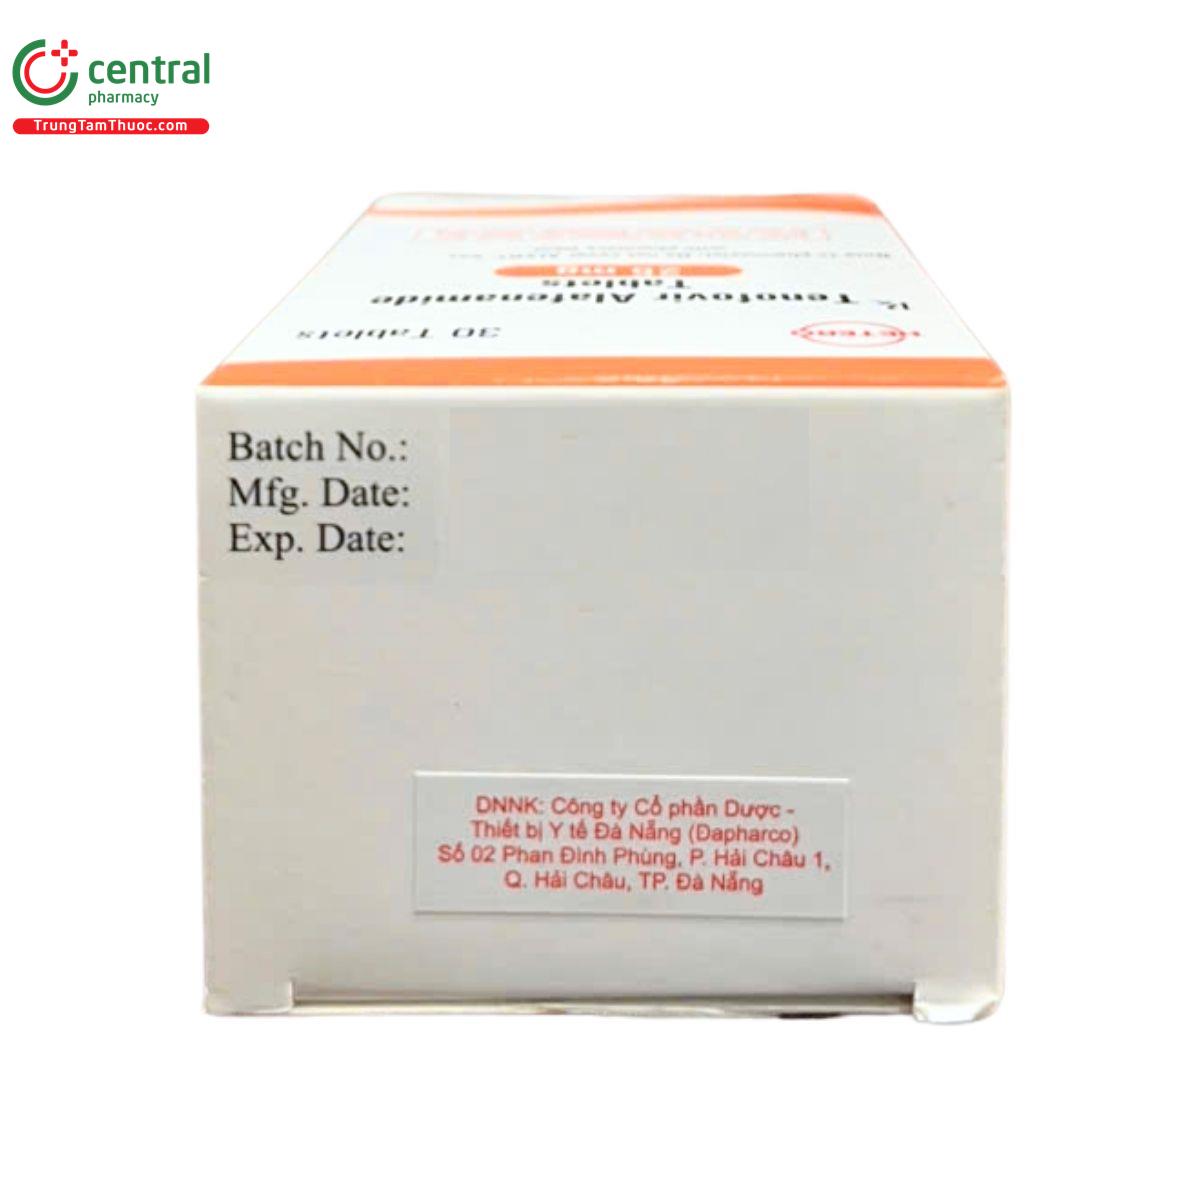 central
pharmacy
TrungTamThuoc.com
25 mg
Tablets
Rx Tenofovir Alafenamide
HETERO
30 Tablets
Batch No.:
Mfg. Date:
Exp. Date:
DNNK: Công ty Cổ phần Dược -
Thiết bị Y tế Đà Nẵng (Dapharco)
Số 02 Phan Đình Phùng, P. Hải Châu 1,
Q. Hải Châu, TP. Đà Nẵng